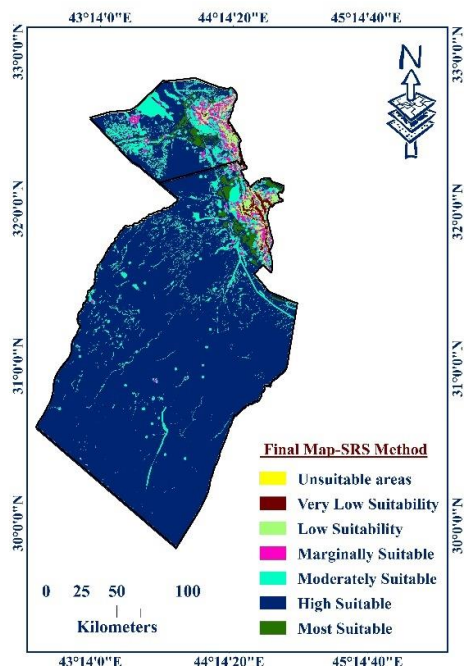 43°14'0"E 44°14'20"E 45°14'40"E
33°0'0"N
33°0'0"N
N
32°0'0"N
32°0'0"N
31°0'0"N
31°0'0"N
30°0'0"N
30°0'0"N
Final Map-SRS Method
Unsuitable areas
Very Low Suitability
Low Suitability
Marginally Suitable
Moderately Suitable
High Suitable
Most Suitable
0 25 50 100
Kilometers
43°14'0"E 44°14'20"E 45°14'40"E